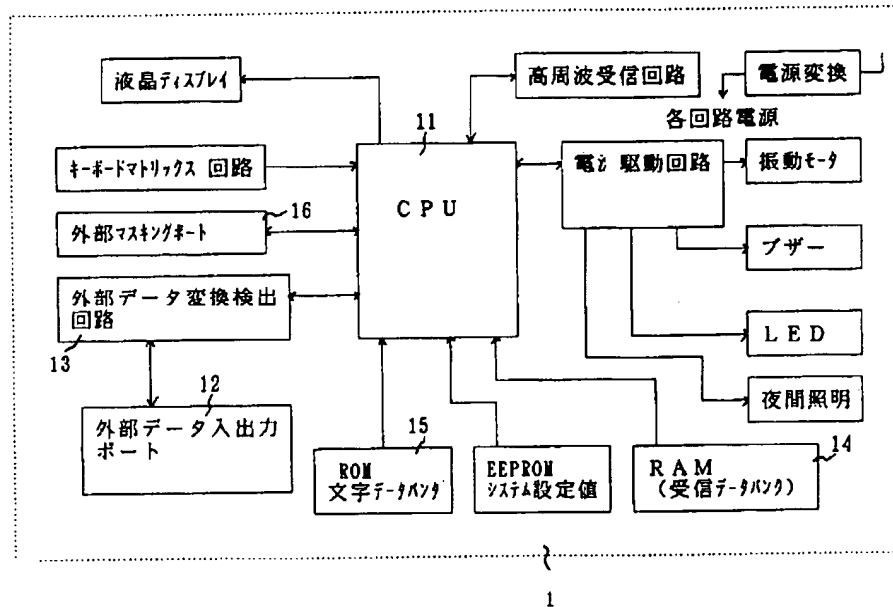 液晶ディスプレイ
高周波受信回路
電源変換
各回路電源
11
CPU
キーボードマトリックス 回路
電 駆動回路
振動モータ
16
外部マスキングポート
ブザー
外部データ変換検出
回路
13
LED
12
外部データ入出力
ポート
夜間照明
15
ROM
文字データバンク
EEPROM
システム設定値
14
RAM
(受信データバンク)
1